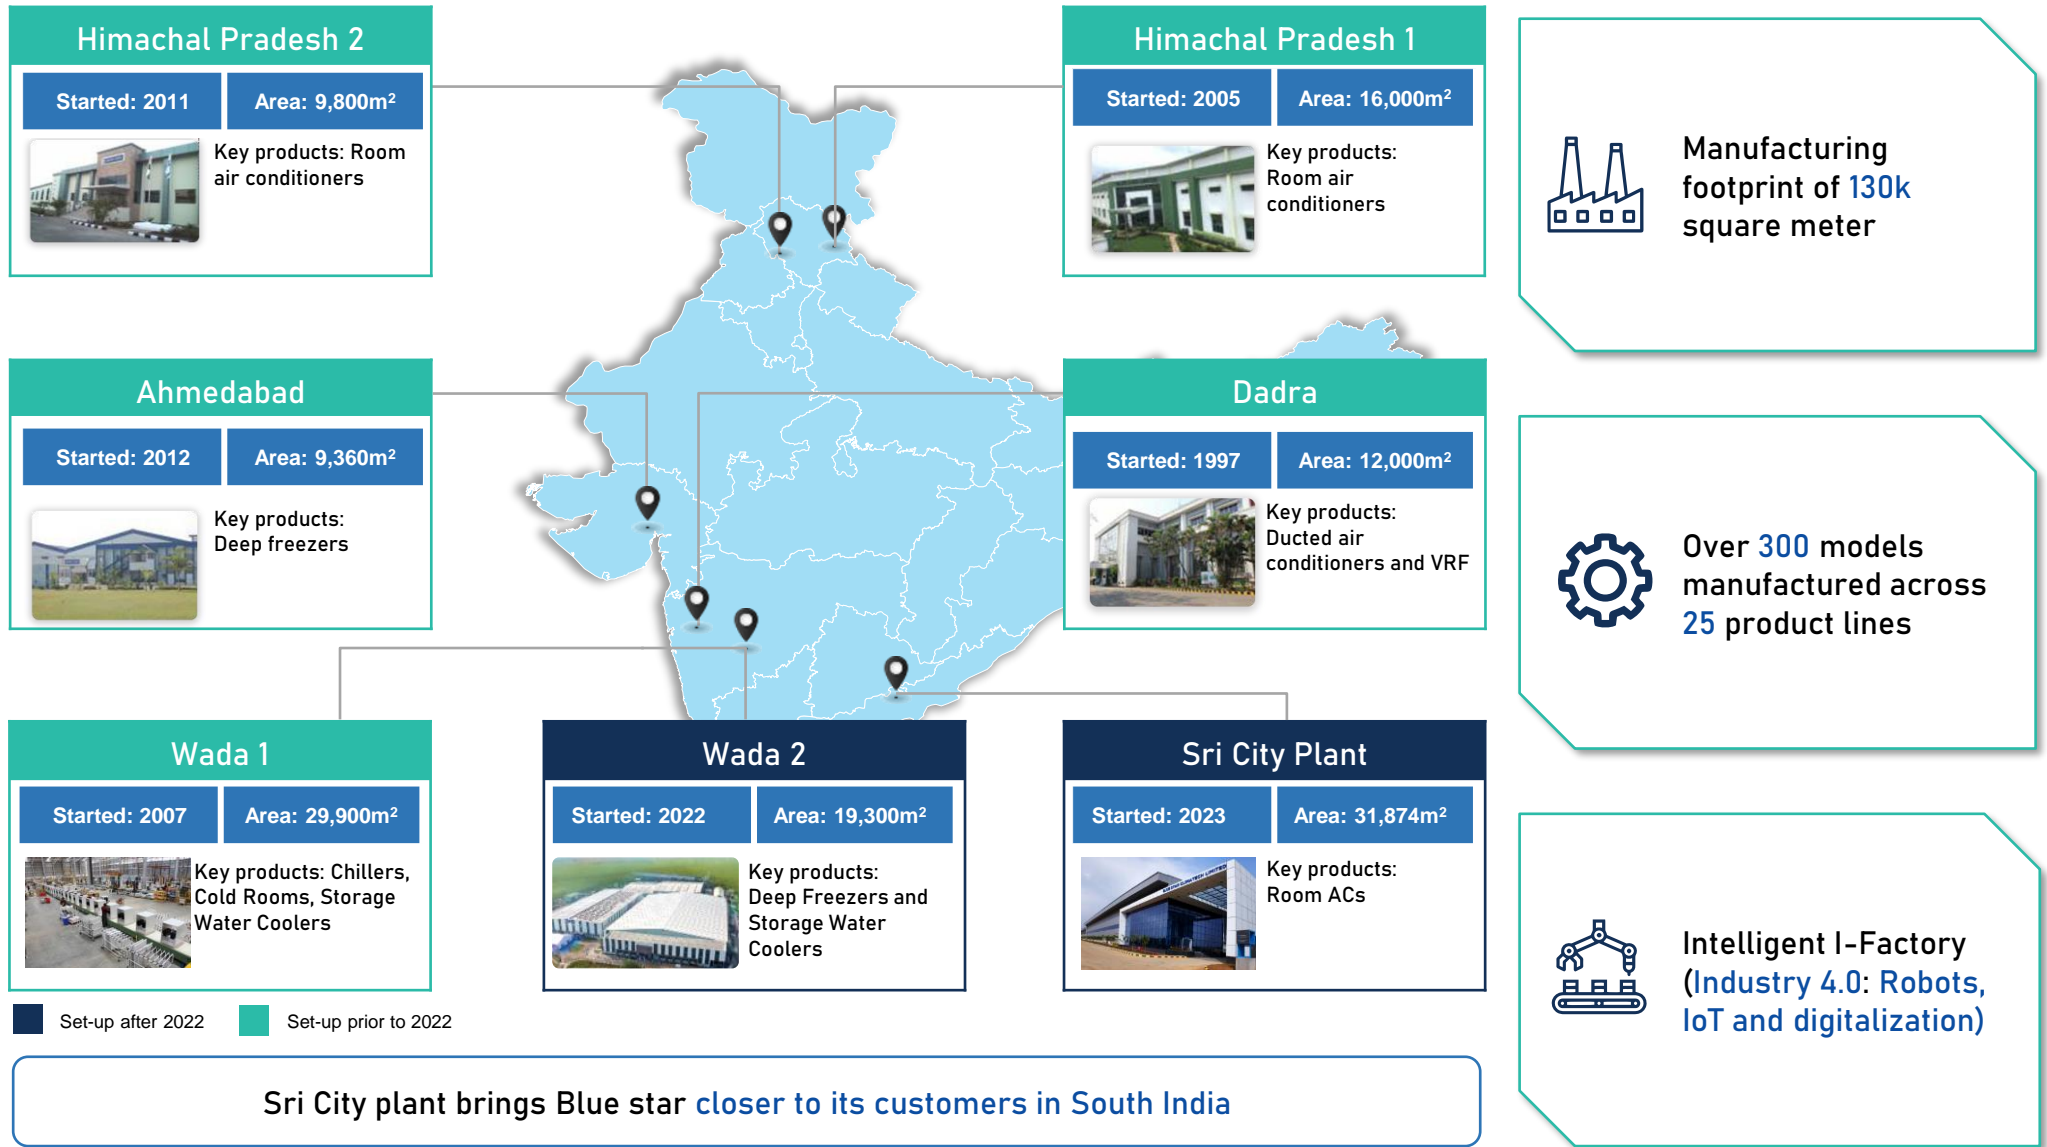 Himachal Pradesh 2
Started: 2011
Area: 9,800m²
Key products: Room
air conditioners
Himachal Pradesh 1
Started: 2005
Area: 16,000m²
Key products:
Room air
conditioners
Manufacturing
footprint of 130k
square meter
Ahmedabad
Started: 2012
Area: 9,360m²
Key products:
Deep freezers
Dadra
Started: 1997
Area: 12,000m²
Key products:
Ducted air
conditioners and VRF
Over 300 models
manufactured across
25 product lines
Wada 1
Started: 2007
Area: 29,900m²
Key products: Chillers,
Cold Rooms, Storage
Water Coolers
Wada 2
Started: 2022
Area: 19,300m²
Key products:
Deep Freezers and
Storage Water
Coolers
Sri City Plant
Started: 2023
Area: 31,874m²
BLUE STAR CLIMATECH LIMITED
Key products:
Room ACs
Intelligent I-Factory
(Industry 4.0: Robots,
IoT and digitalization)
Set-up after 2022
Set-up prior to 2022
Sri City plant brings Blue star closer to its customers in South India